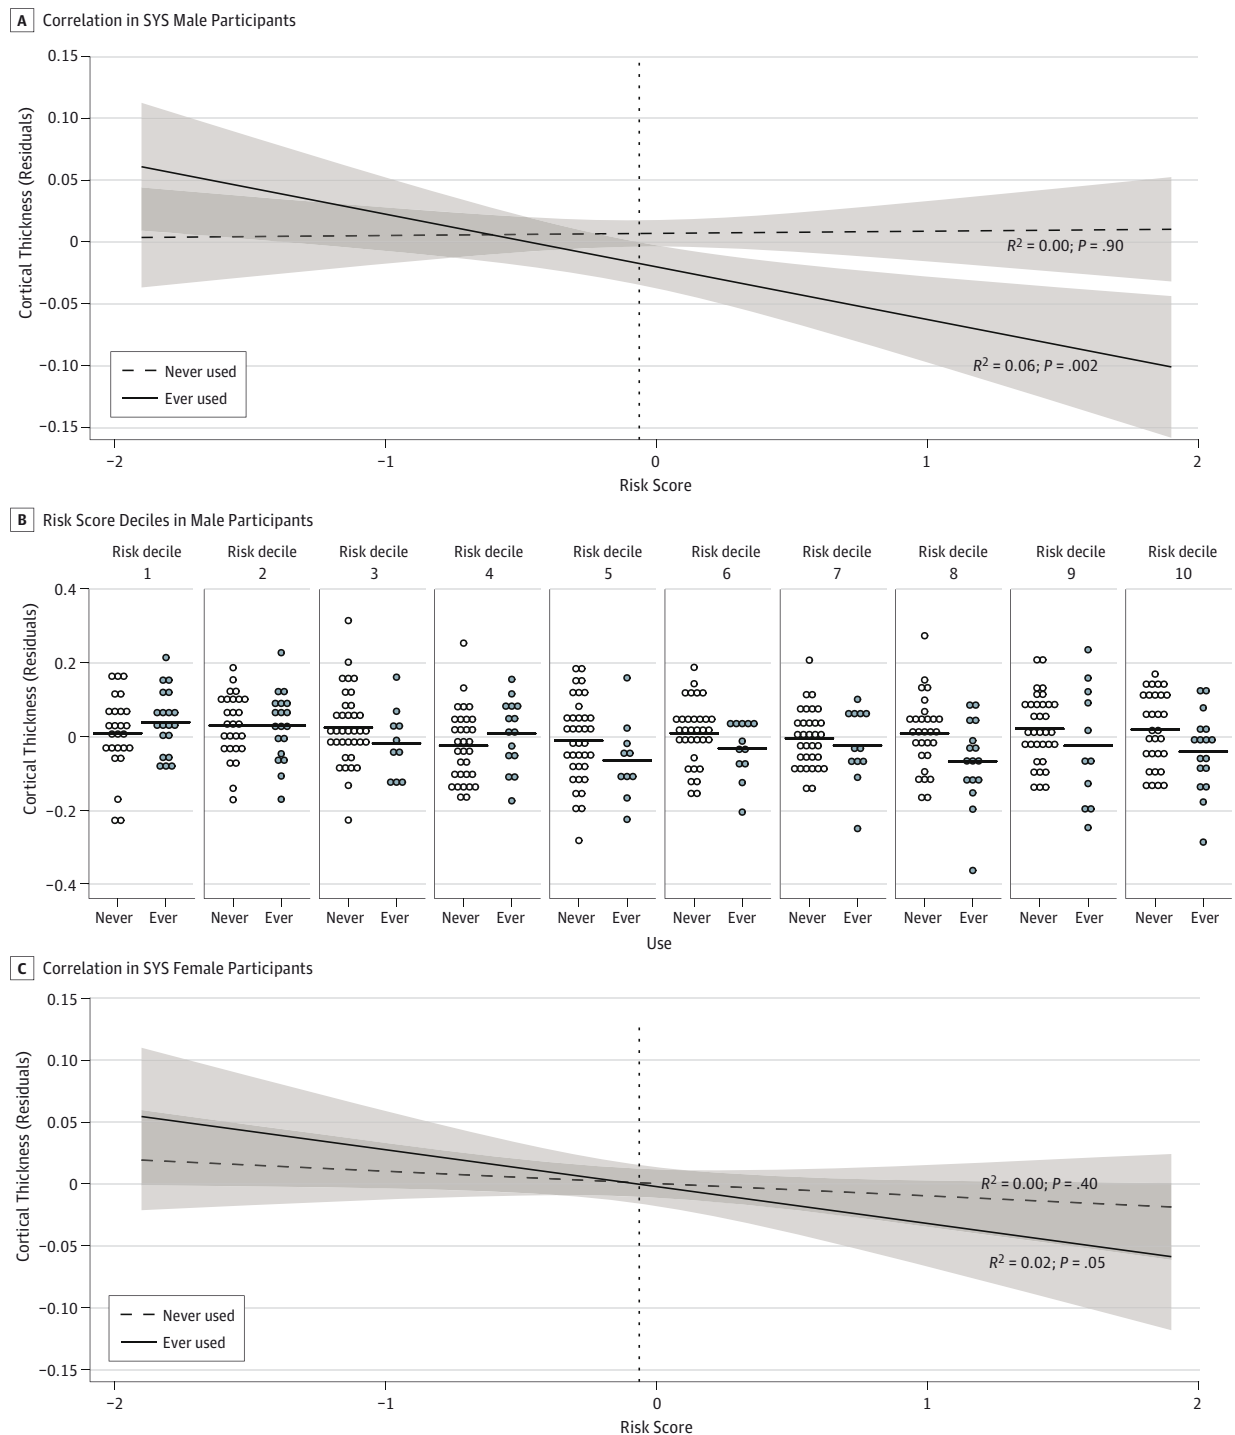 A Correlation in SYS Male Participants
0.15
0.10
0.05
0
−0.05
−0.10
−0.15
Cortical Thickness (Residuals)
R2 = 0.00; P = .90
R2 = 0.06; P = .002
Never used
Ever used
−2 −1 0 1 2
Risk Score
B Risk Score Deciles in Male Participants
Risk decile Risk decile Risk decile Risk decile Risk decile Risk decile Risk decile Risk decile Risk decile Risk decile
1 2 3 4 5 6 7 8 9 10
0.4
0.2
0
−0.2
−0.4
Cortical Thickness (Residuals)
Never Ever Never Ever Never Ever Never Ever Never Ever Never Ever Never Ever Never Ever Never Ever Never Ever
Use
C Correlation in SYS Female Participants
0.15
0.10
0.05
0
−0.05
−0.10
−0.15
Cortical Thickness (Residuals)
R2 = 0.00; P = .40
R2 = 0.02; P = .05
Never used
Ever used
−2 −1 0 1 2
Risk Score